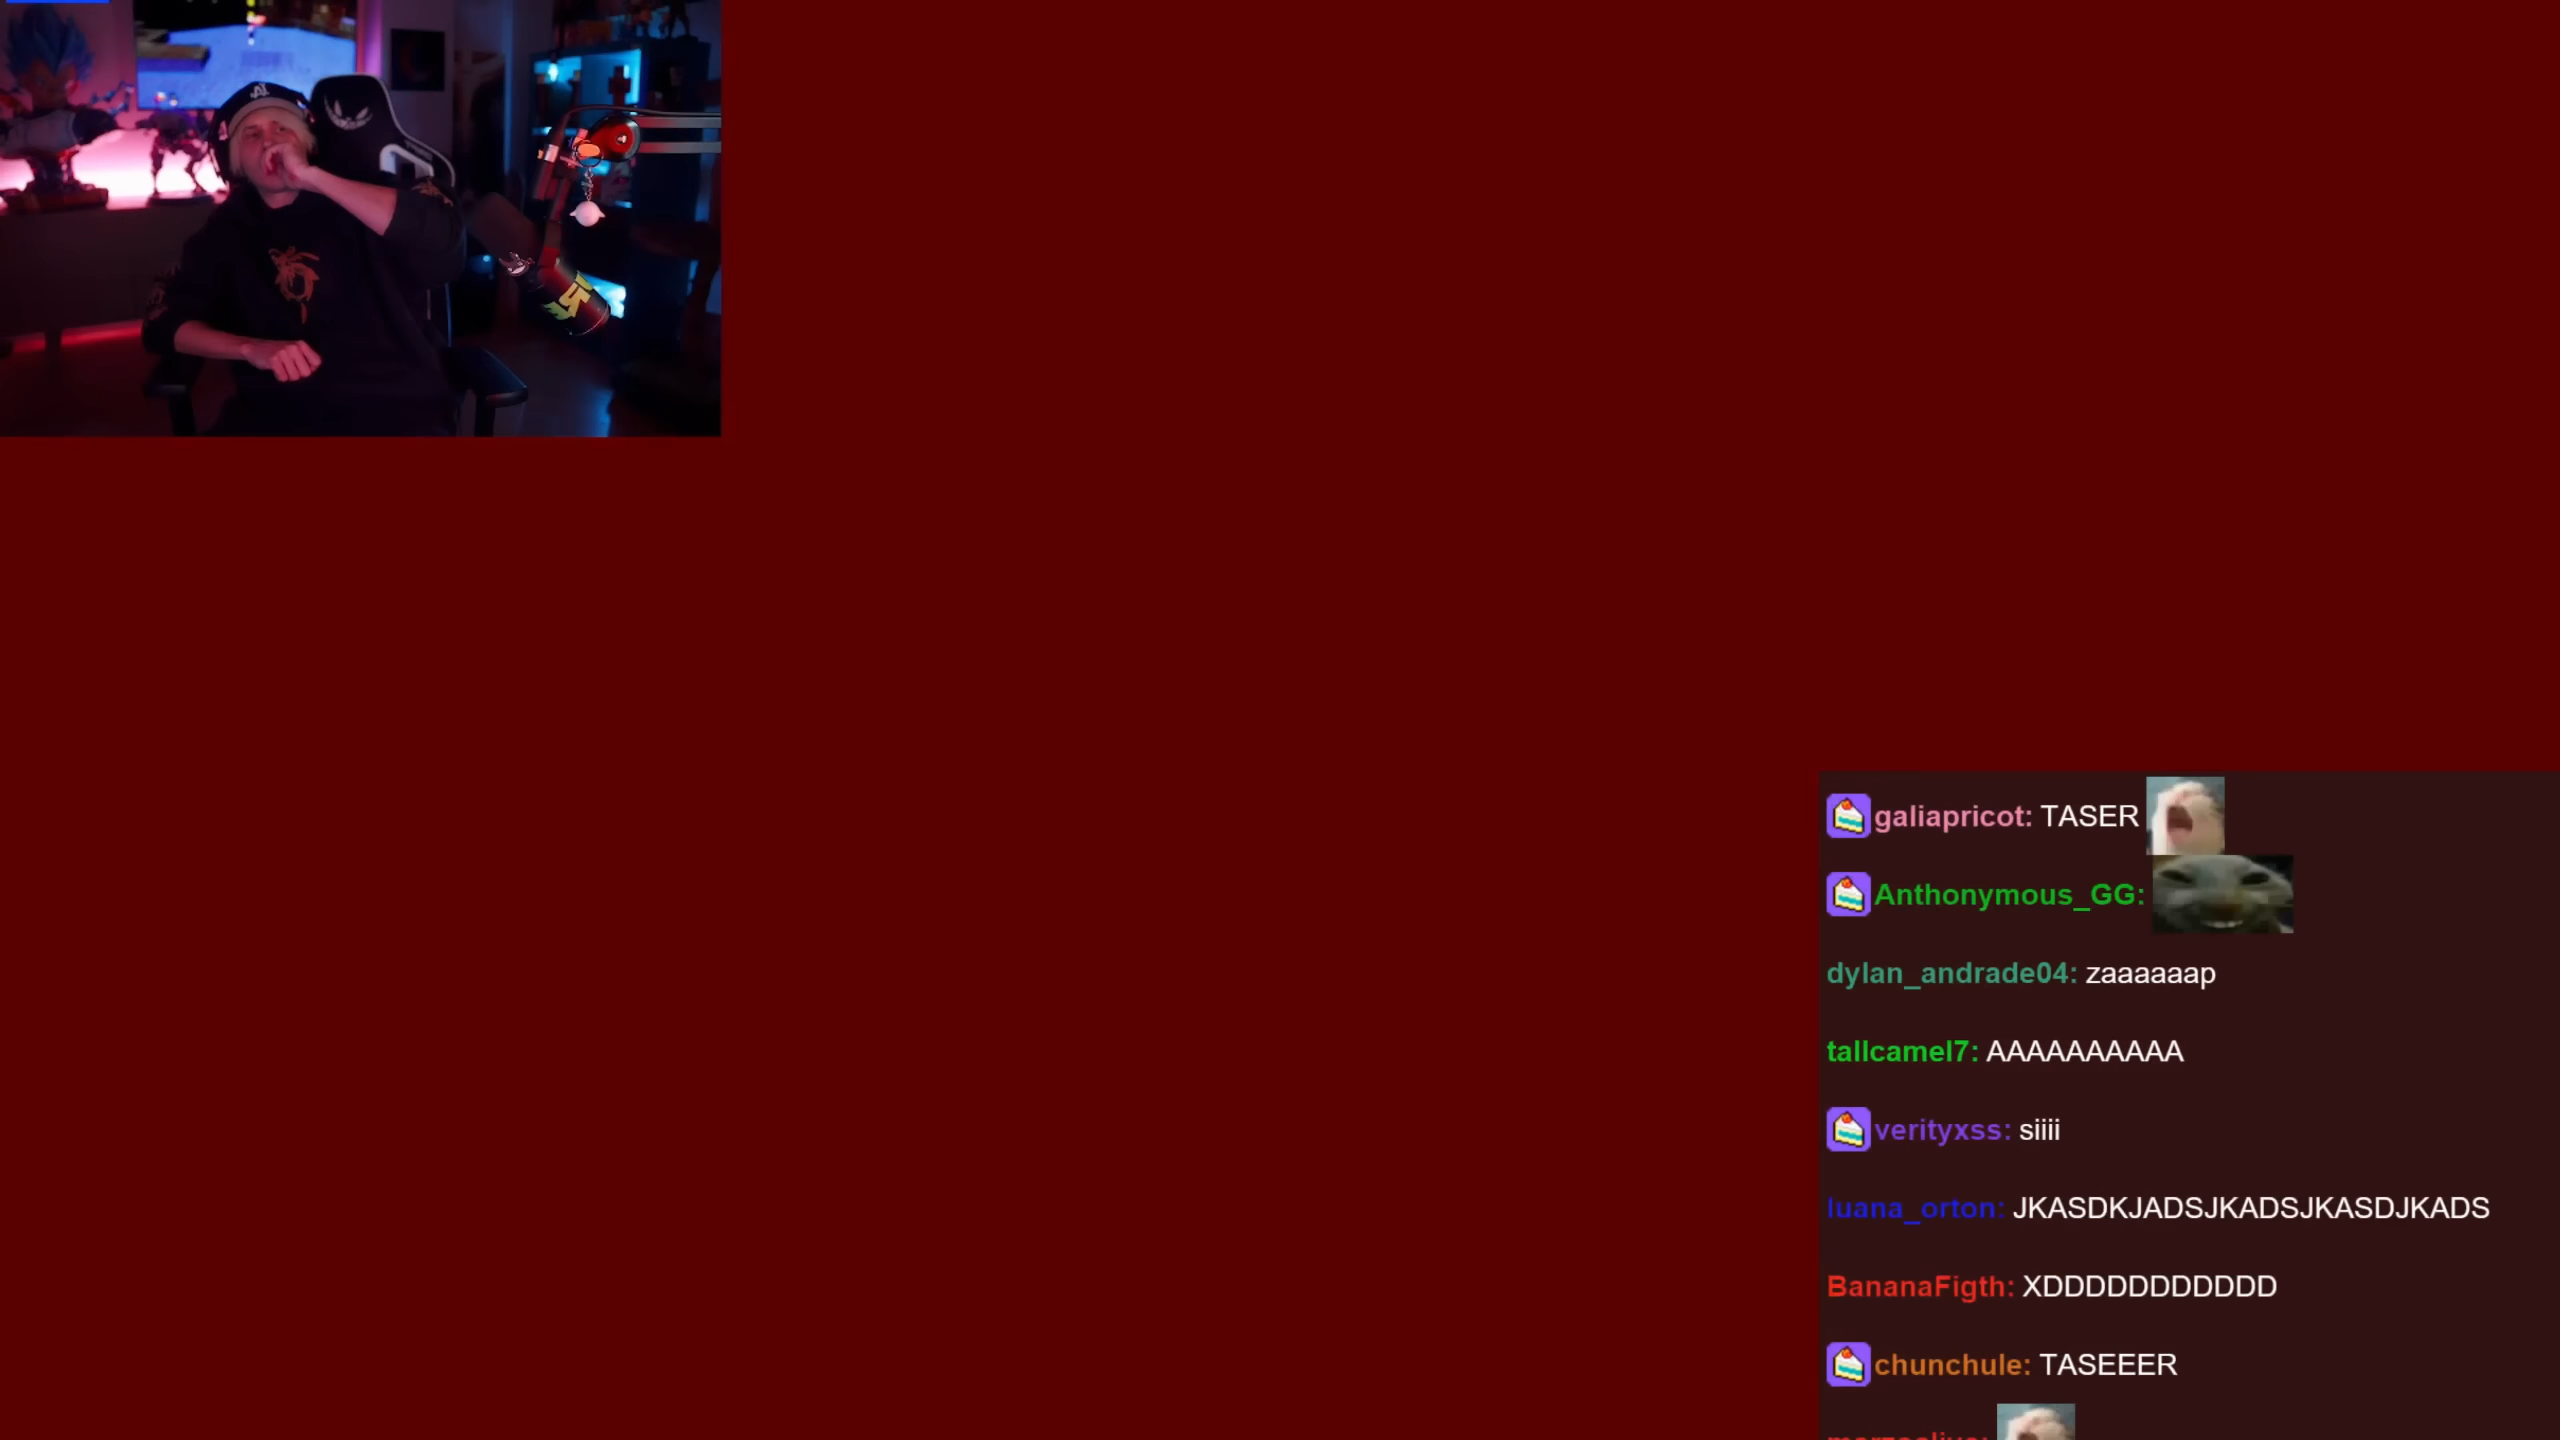 galiapricot: TASER
Anthonymous_GG:
dylan_andrade04: zaaaaaap
tallcamel7: AAAAAAAAAA
verityxss: siiii
luana_orton: JKASDKJADSJKADSJKASDJKADS
BananaFigth: XDDDDDDDDDDD
chunchule: TASEEER